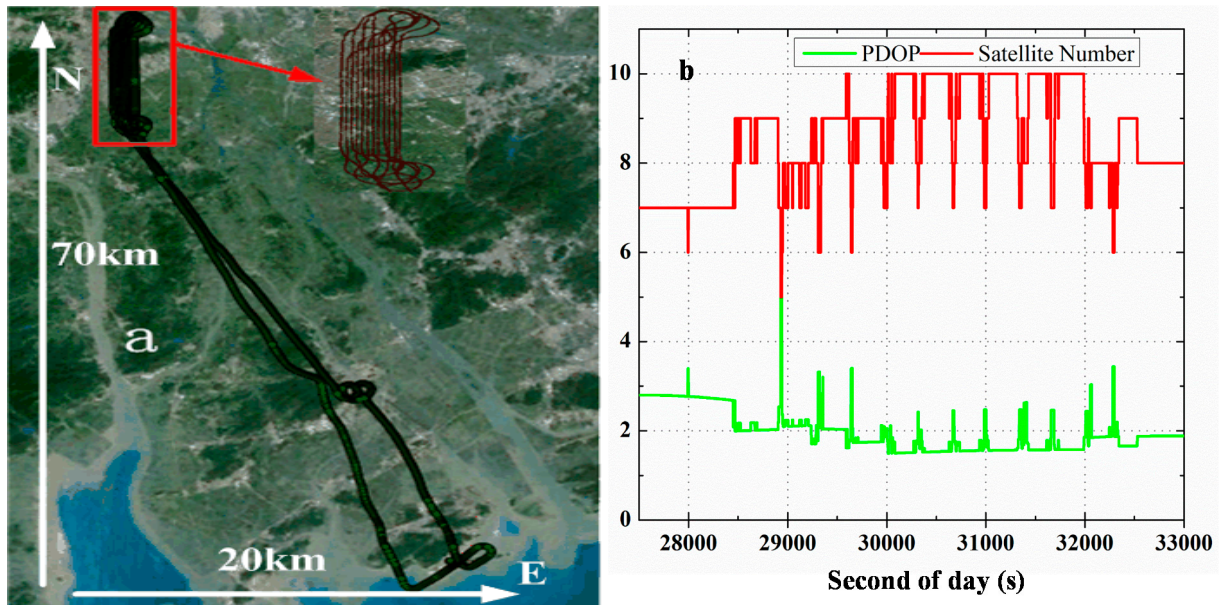 N
70km
a
20km
E
b
PDOP
Satellite Number
10
8
6
4
2
0
28000 29000 30000 31000 32000 33000
Second of day (s)